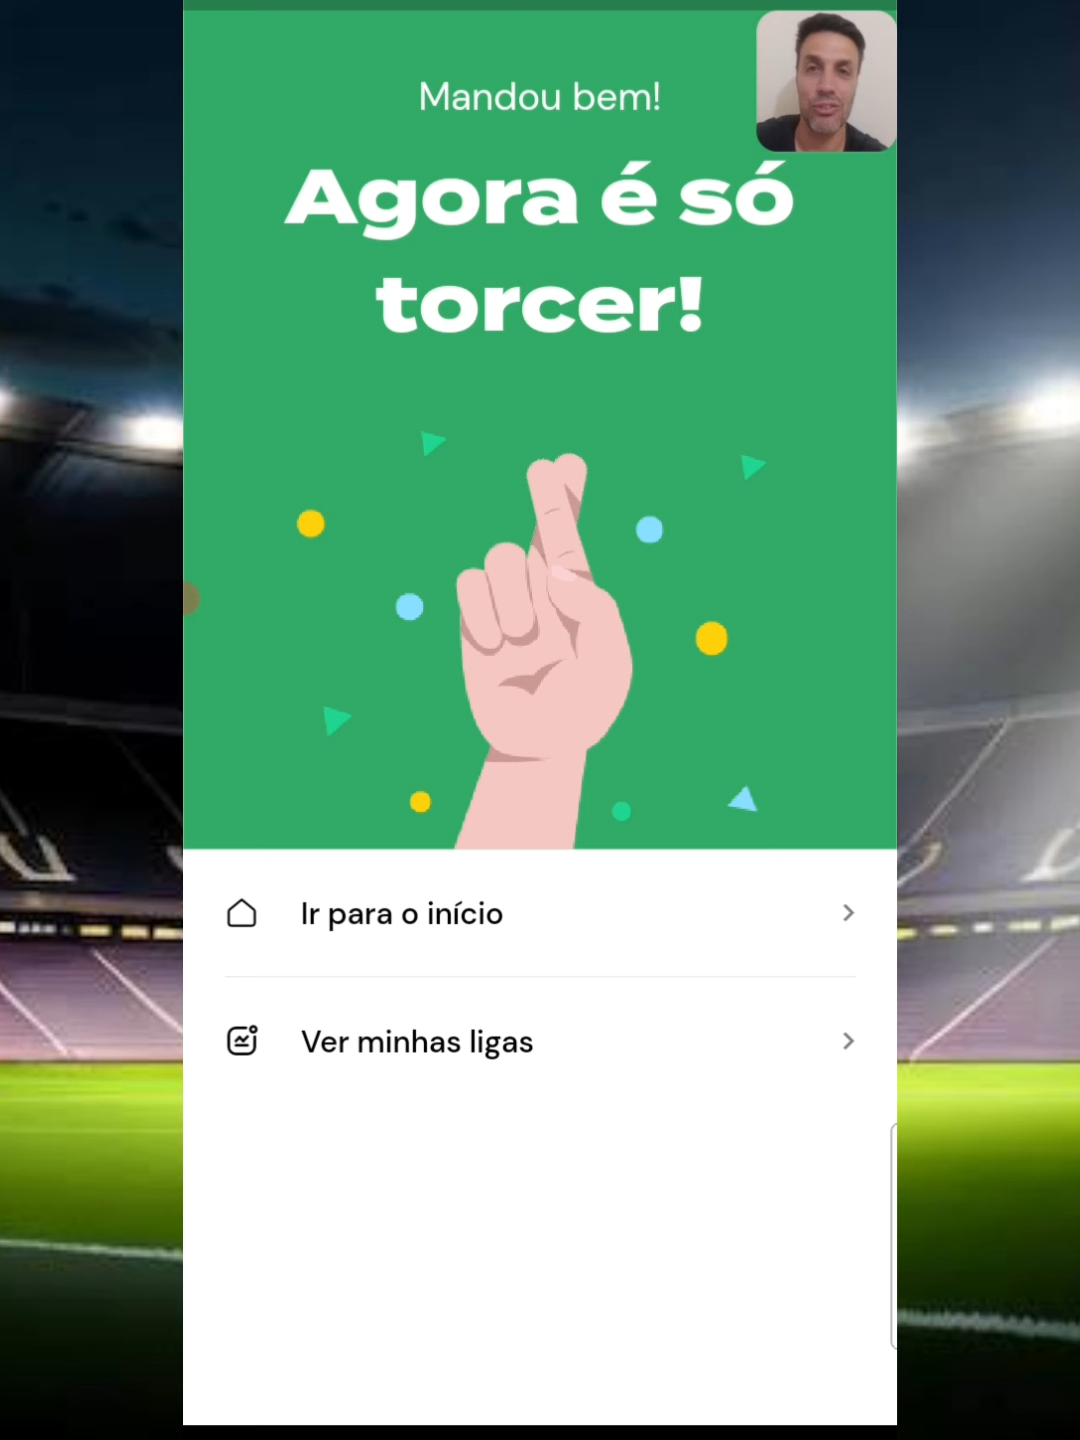 Mandou bem!
Agora é só
torcer!
Ir para o início
Ver minhas ligas